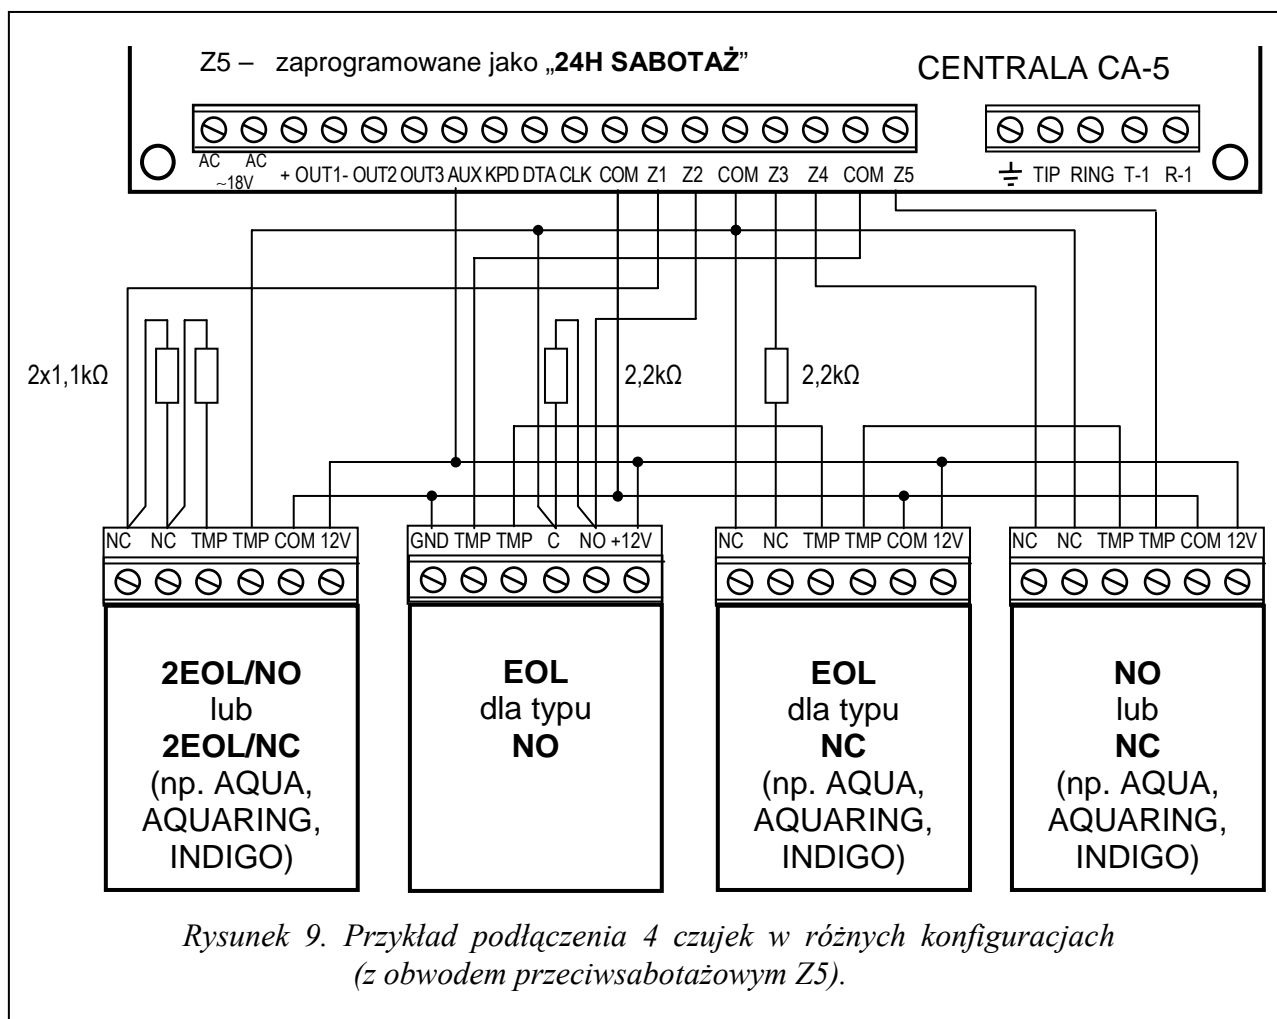 Z5 – zaprogramowane jako „24H SABOTAŻ”
CENTRALA CA-5
AC AC
~18V
+ OUT1- OUT2 OUT3 AUX KPD DTA CLK COM Z1 Z2 COM Z3 Z4 COM Z5
TIP RING T-1 R-1
2x1,1kΩ
2,2kΩ
2,2kΩ
NC NC TMP TMP COM 12V
GND TMP TMP C NO +12V
NC NC TMP TMP COM 12V
NC NC TMP TMP COM 12V
2EOL/NO
lub
2EOL/NC
(np. AQUA,
AQUARING,
INDIGO)
EOL
dla typu
NO
EOL
dla typu
NC
(np. AQUA,
AQUARING,
INDIGO)
NO
lub
NC
(np. AQUA,
AQUARING,
INDIGO)
Rysunek 9. Przykład podłączenia 4 czujek w różnych konfiguracjach
(z obwodem przeciwsabotażowym Z5).